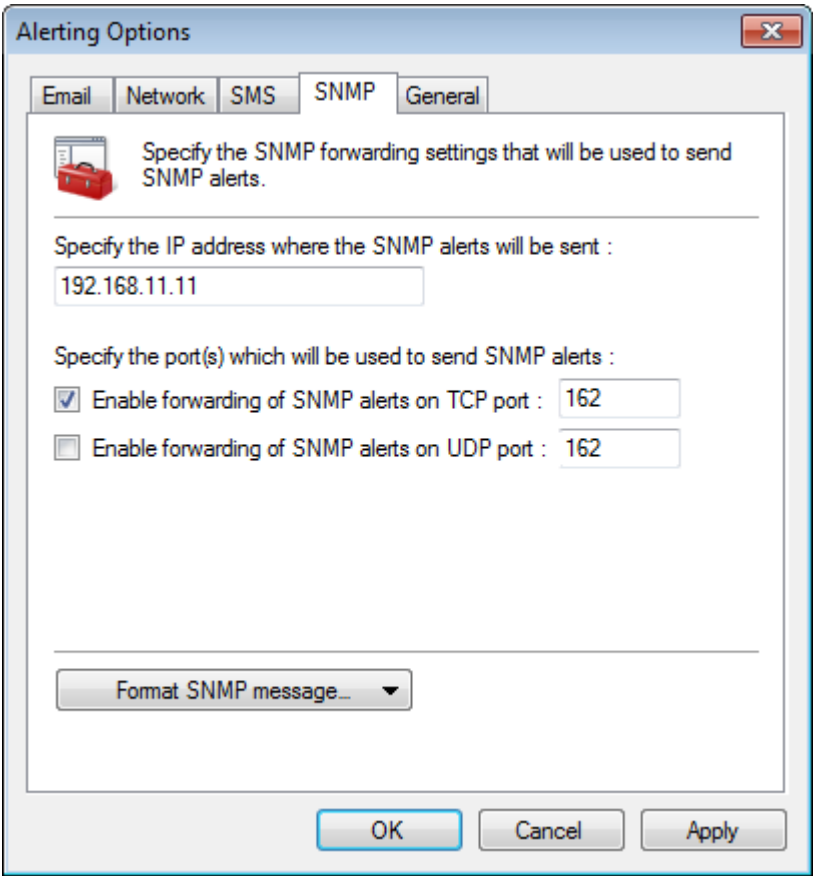 Alerting Options
Email Network SMS SNMP General
Specify the SNMP forwarding settings that will be used to send
SNMP alerts.
Specify the IP address where the SNMP alerts will be sent :
192.168.11.11
Specify the port(s) which will be used to send SNMP alerts :
Enable forwarding of SNMP alerts on TCP port : 162
Enable forwarding of SNMP alerts on UDP port : 162
Format SNMP message...
OK Cancel Apply